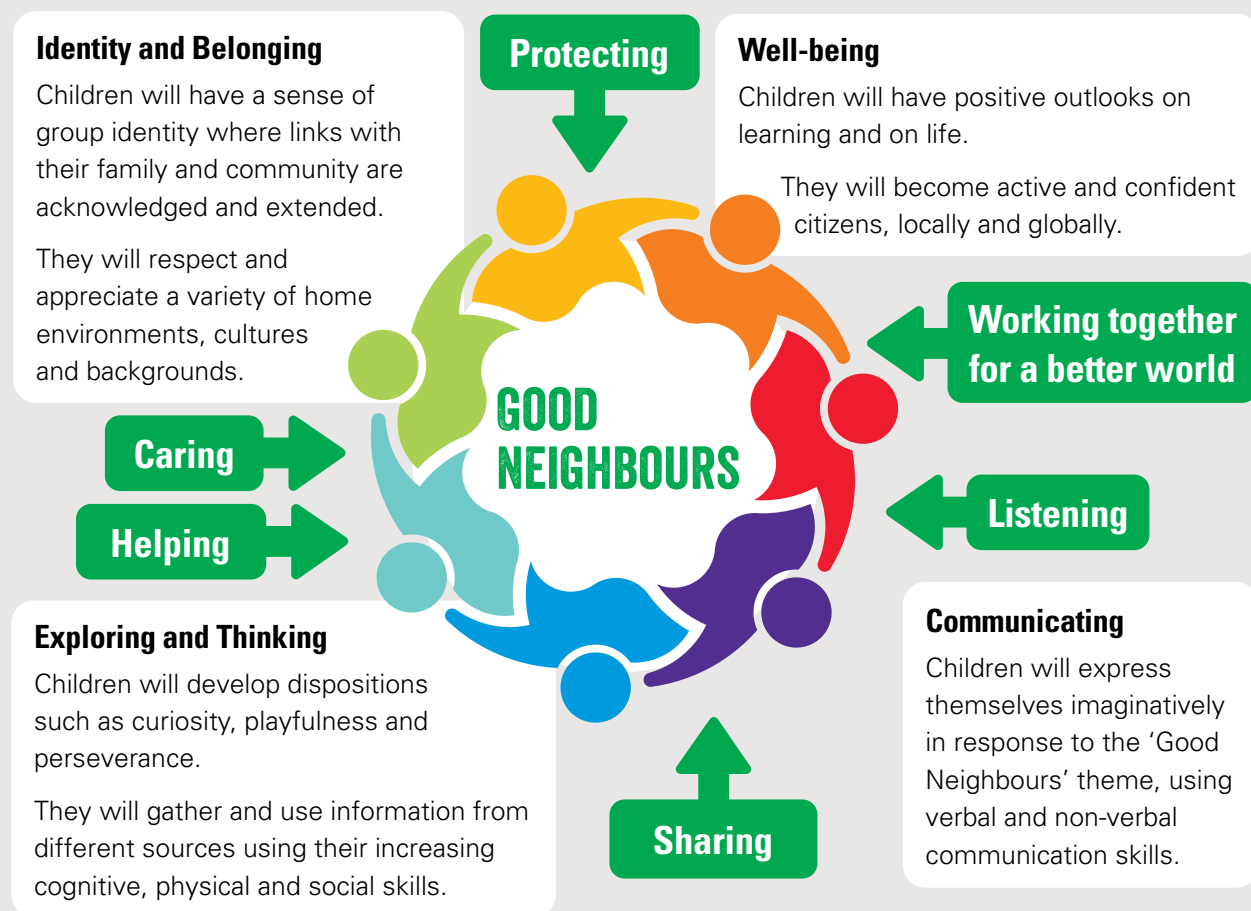 Identity and Belonging
Children will have a sense of
group identity where links with
their family and community are
acknowledged and extended.
They will respect and
appreciate a variety of home
environments, cultures
and backgrounds.
Protecting
Well-being
Children will have positive outlooks on
learning and on life.
They will become active and confident
citizens, locally and globally.
Working together
for a better world
GOOD
NEIGHBOURS
Caring
Helping
Listening
Exploring and Thinking
Children will develop dispositions
such as curiosity, playfulness and
perseverance.
They will gather and use information from
different sources using their increasing
cognitive, physical and social skills.
Sharing
Communicating
Children will express
themselves imaginatively
in response to the ‘Good
Neighbours’ theme, using
verbal and non-verbal
communication skills.